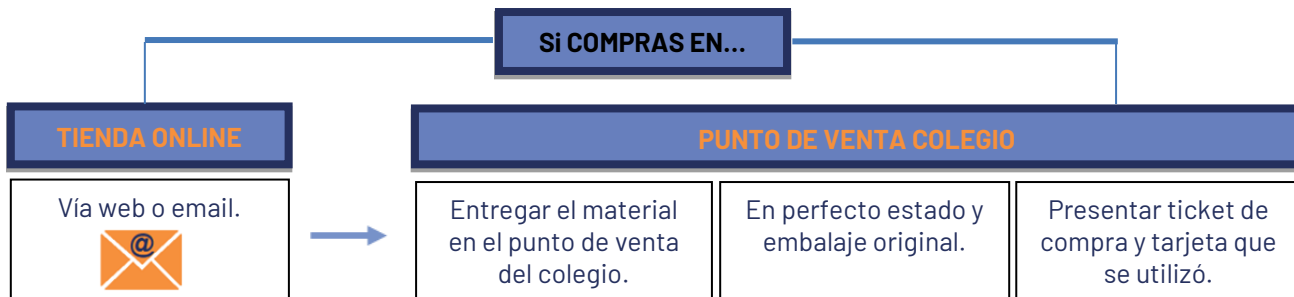 Si COMPRAS EN...
TIENDA ONLINE
PUNTO DE VENTA COLEGIO
Vía web o email.
@
Entregar el material
en el punto de venta
del colegio.
En perfecto estado y
embalaje original.
Presentar ticket de
compra y tarjeta que
se utilizó.